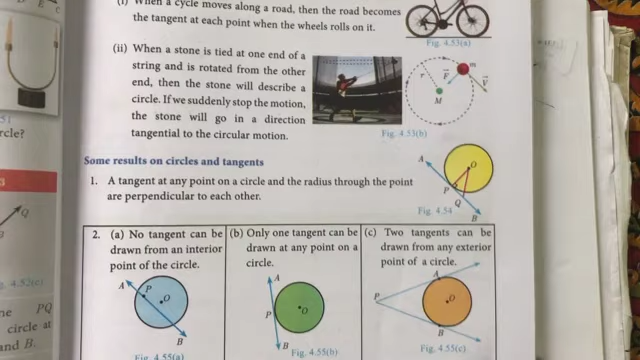 (i) When a cycle moves along a road, then the road becomes
the tangent at each point when the wheels rolls on it.
Fig. 4.53(a)
(ii) When a stone is tied at one end of a
string and is rotated from the other
end, then the stone will describe a
circle. If we suddenly stop the motion,
the stone will go in a direction
tangential to the circular motion.
r F m
V
M
Fig. 4.53(b)
rcle?
Some results on circles and tangents
1. A tangent at any point on a circle and the radius through the point
are perpendicular to each other.
A
O
P
Q
B
Fig. 4.54
Q
4.52(c)
PQ
circle at
and B.
2. (a) No tangent can be
drawn from an interior
point of the circle.
A
P
O
B
Fig. 4.55(a)
(b) Only one tangent can be
drawn at any point on a
circle.
A
P
O
B
Fig. 4.55(b)
(c) Two tangents can be
drawn from any exterior
point of a circle.
A
P
O
B
Fig. 4.55(c)